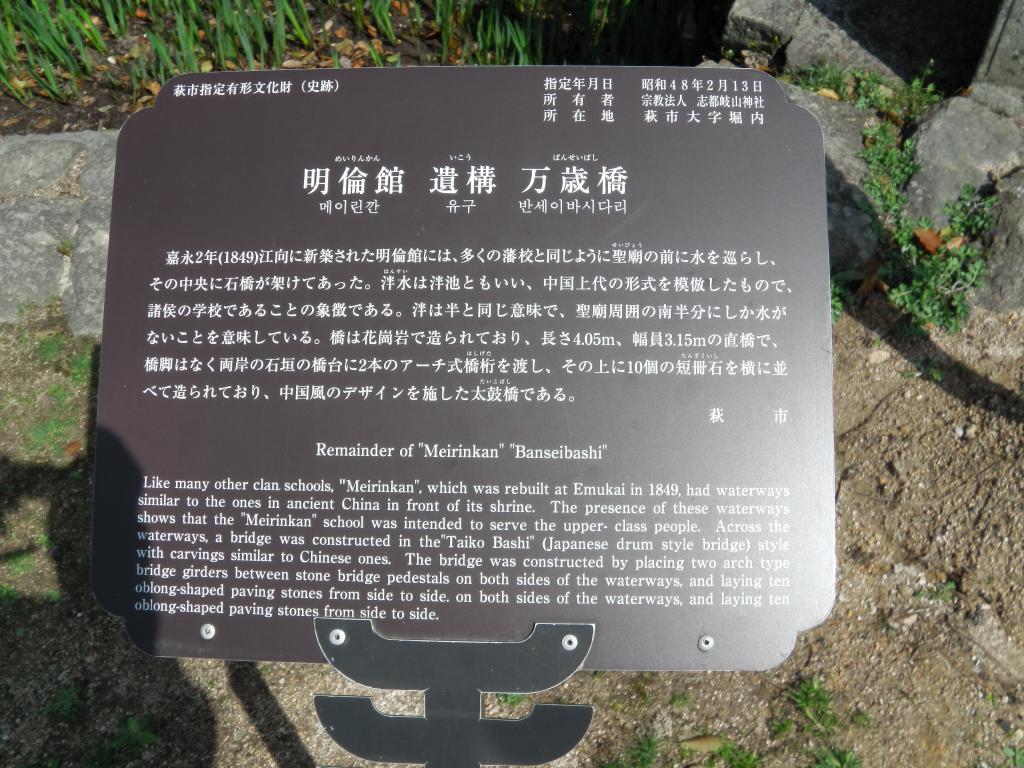 萩市指定有形文化財（史跡）
指定年月日 昭和４８年２月１３日
所有者 宗教法人 志都岐山神社
所在地 萩市大字堀内
めいりんかん いこう ばんせいばし
明倫館 遺構 万歳橋
메이린깐 유구 반세이바시다리
嘉永2年(1849)江向に新築された明倫館には、多くの藩校と同じように聖廟の前に水を巡らし、
その中央に石橋が架けてあった。泮水は泮池ともいい、中国上代の形式を模倣したもので、
諸侯の学校であることの象徴である。泮は半と同じ意味で、聖廟周囲の南半分にしか水が
ないことを意味している。橋は花崗岩で造られており、長さ4.05m、幅員3.15mの直橋で、
橋脚はなく両岸の石垣の橋台に2本のアーチ式橋桁を渡し、その上に10個の短冊石を横に並
べて造られており、中国風のデザインを施した太鼓橋である。
萩市
Remainder of "Meirinkan" "Banseibashi"
Like many other clan schools, "Meirinkan", which was rebuilt at Emukai in 1849, had waterways
similar to the ones in ancient China in front of its shrine. The presence of these waterways
shows that the "Meirinkan" school was intended to serve the upper- class people. Across the
waterways, a bridge was constructed in the"Taiko Bashi" (Japanese drum style bridge) style
with carvings similar to Chinese ones. The bridge was constructed by placing two arch type
bridge girders between stone bridge pedestals on both sides of the waterways, and laying ten
oblong-shaped paving stones from side to side. on both sides of the waterways, and laying ten
oblong-shaped paving stones from side to side.